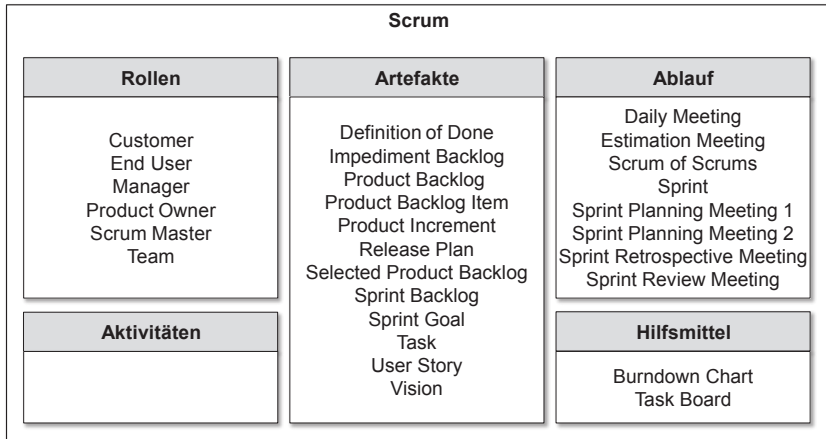 Scrum
Rollen
Customer
End User
Manager
Product Owner
Scrum Master
Team
Aktivitäten
Artefakte
Definition of Done
Impediment Backlog
Product Backlog
Product Backlog Item
Product Increment
Release Plan
Selected Product Backlog
Sprint Backlog
Sprint Goal
Task
User Story
Vision
Ablauf
Daily Meeting
Estimation Meeting
Scrum of Scrums
Sprint
Sprint Planning Meeting 1
Sprint Planning Meeting 2
Sprint Retrospective Meeting
Sprint Review Meeting
Hilfsmittel
Burndown Chart
Task Board